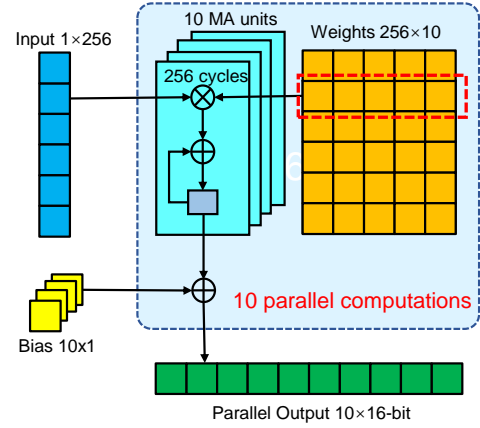 10 MA units
Input 1×256
Weights 256×10
256 cycles
10 parallel computations
Bias 10x1
Parallel Output 10×16-bit